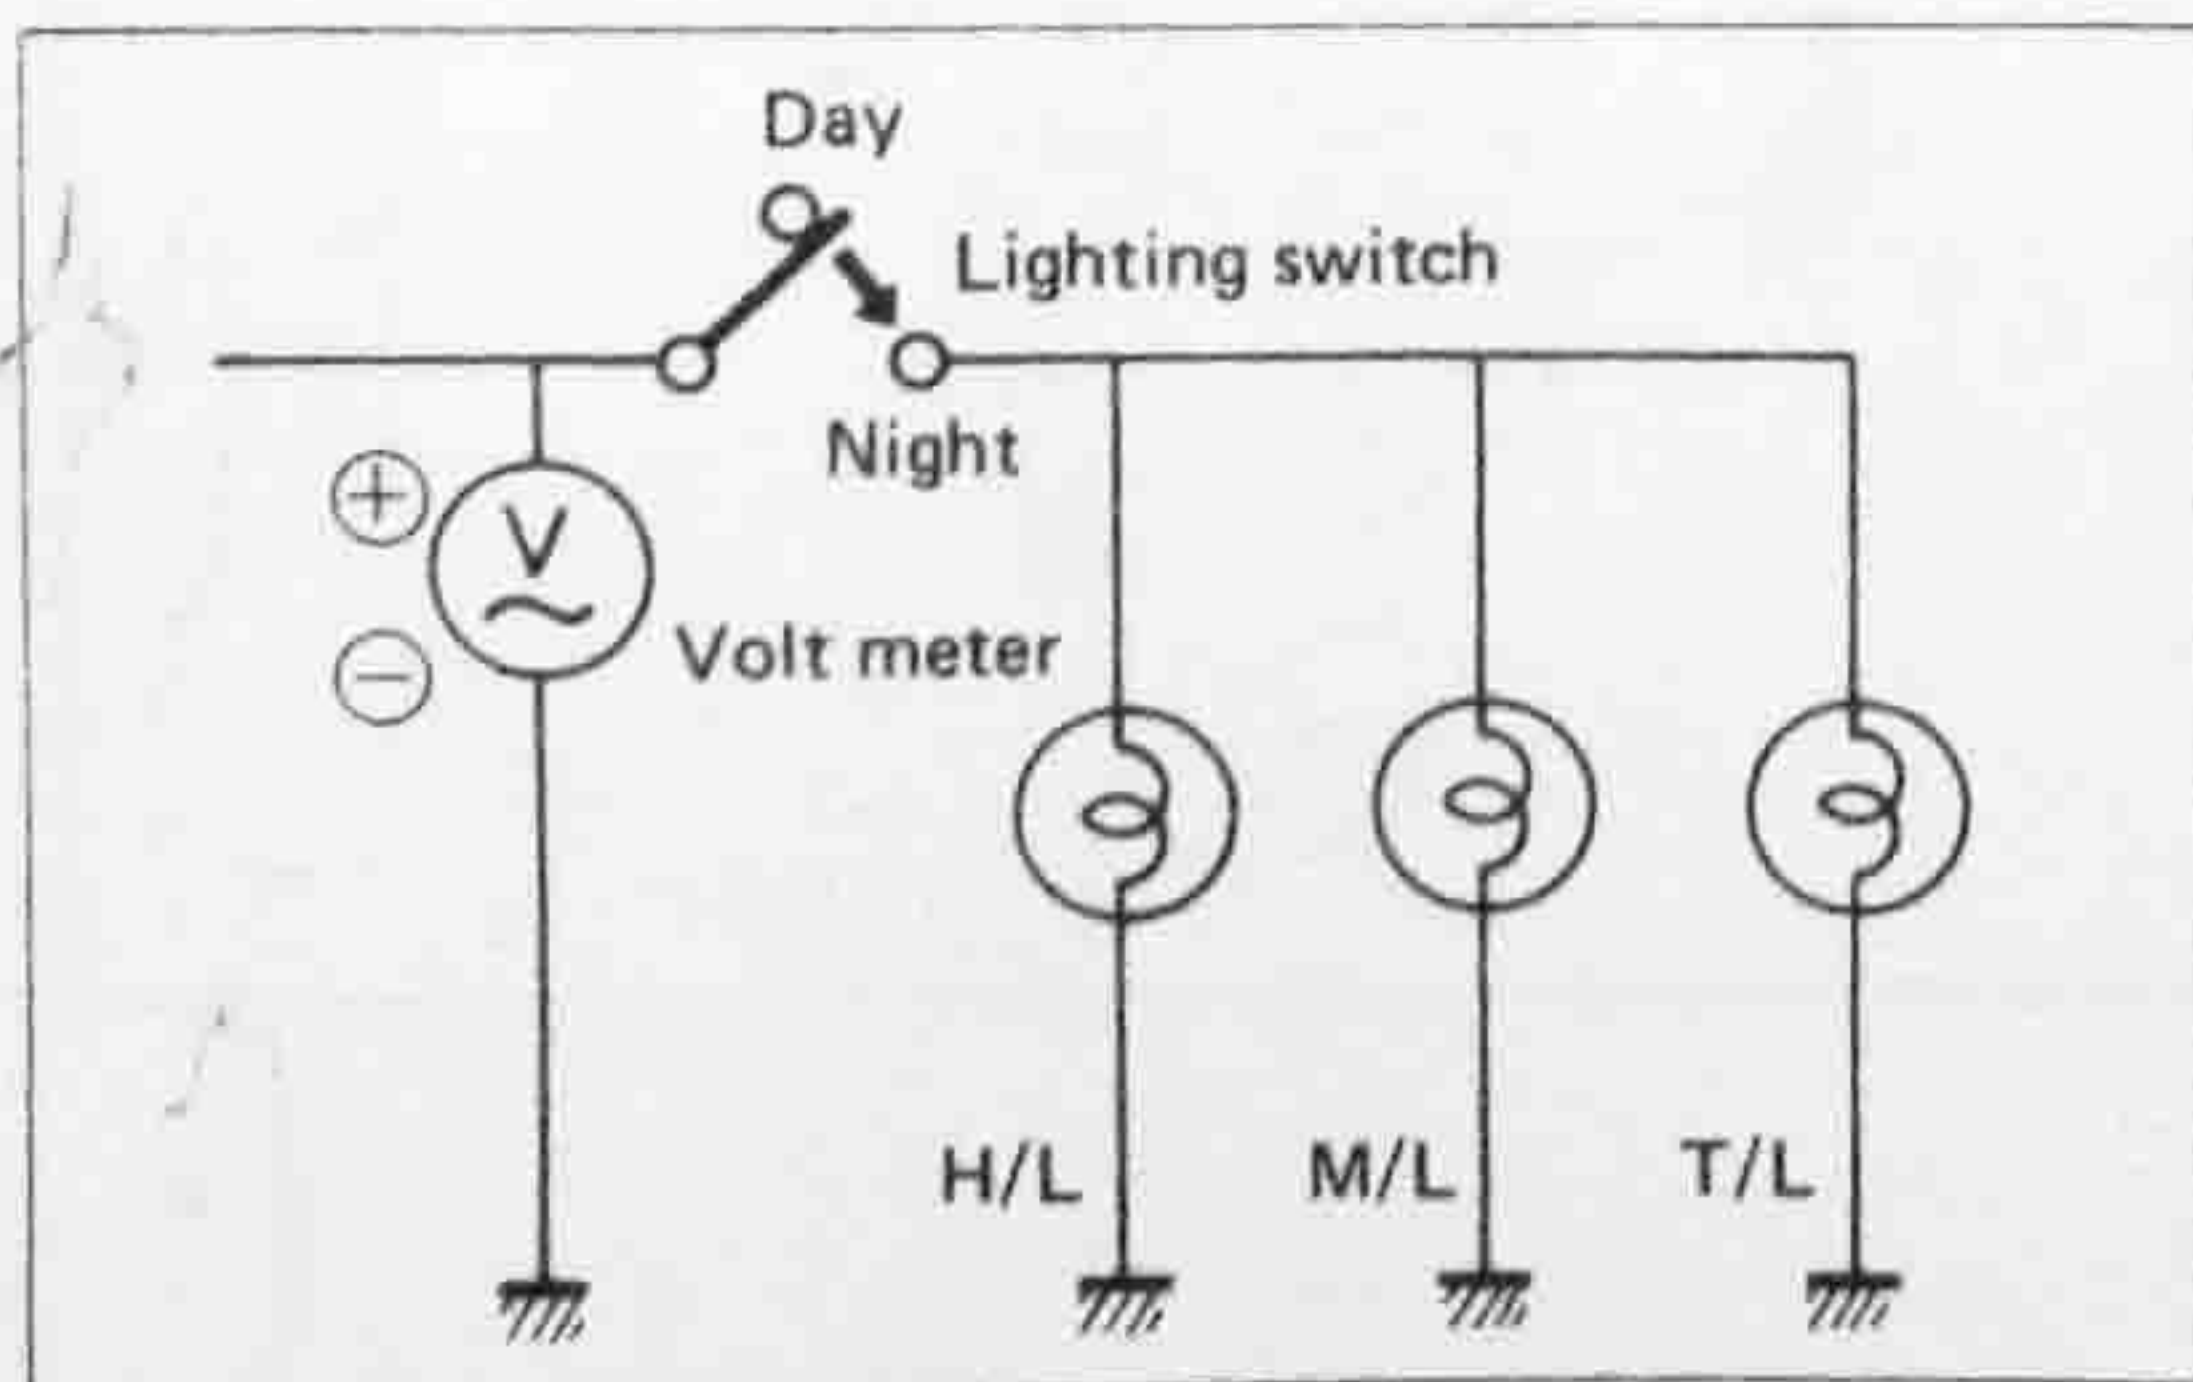 Day
Lighting switch
Night
+
V
~
−
Volt meter
H/L
M/L
T/L